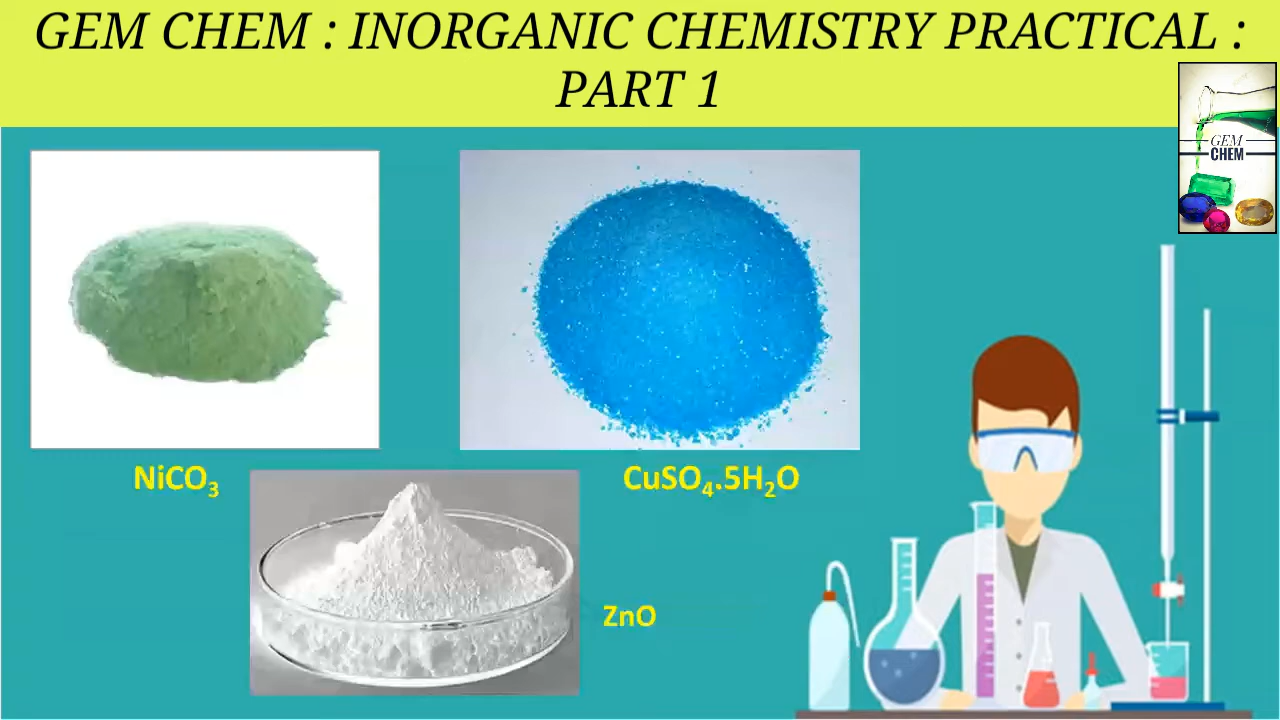 GEM CHEM : INORGANIC CHEMISTRY PRACTICAL :
PART 1
GEM
CHEM
NiCO₃
CuSO₄.5H₂O
ZnO